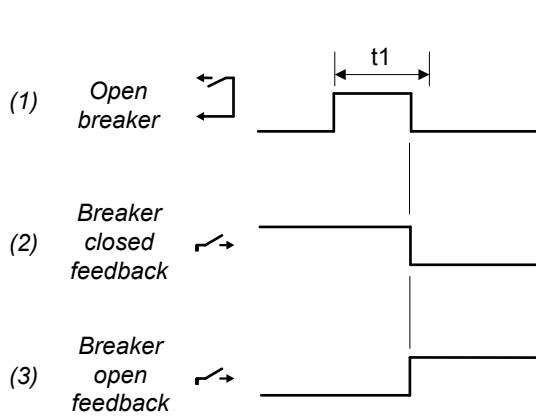 t1
(1)
Open
breaker
(2)
Breaker
closed
feedback
(3)
Breaker
open
feedback